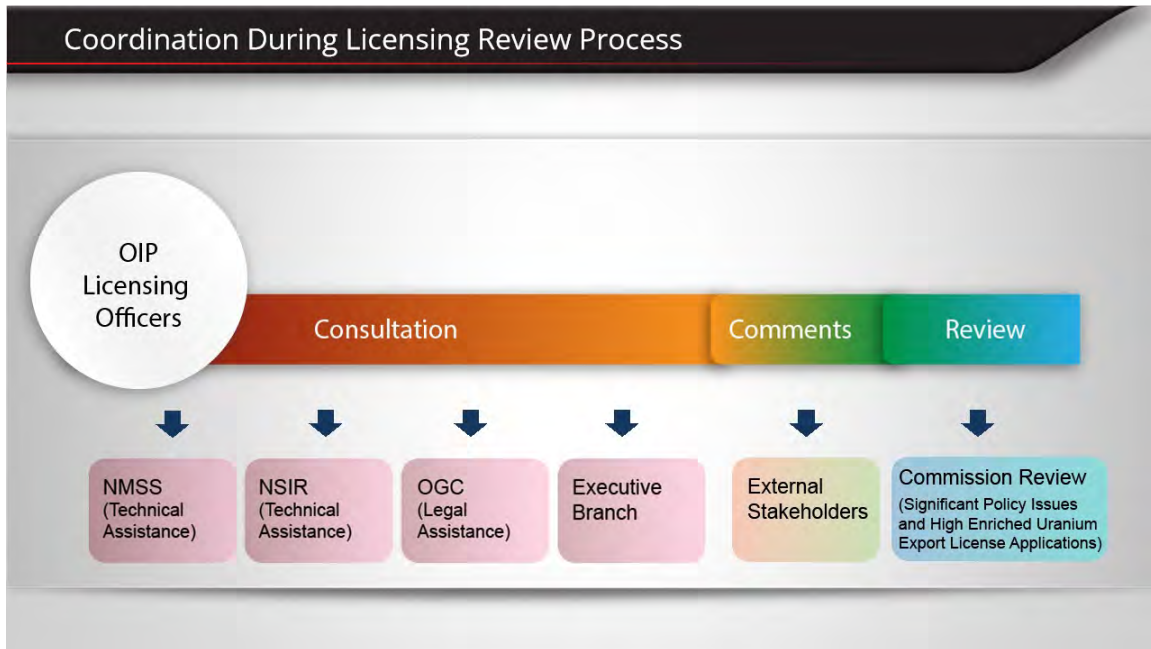 Coordination During Licensing Review Process
OIP
Licensing
Officers
Consultation
Comments
Review
NMSS
(Technical
Assistance)
NSIR
(Technical
Assistance)
OGC
(Legal
Assistance)
Executive
Branch
External
Stakeholders
Commission Review
(Significant Policy Issues
and High Enriched Uranium
Export License Applications)